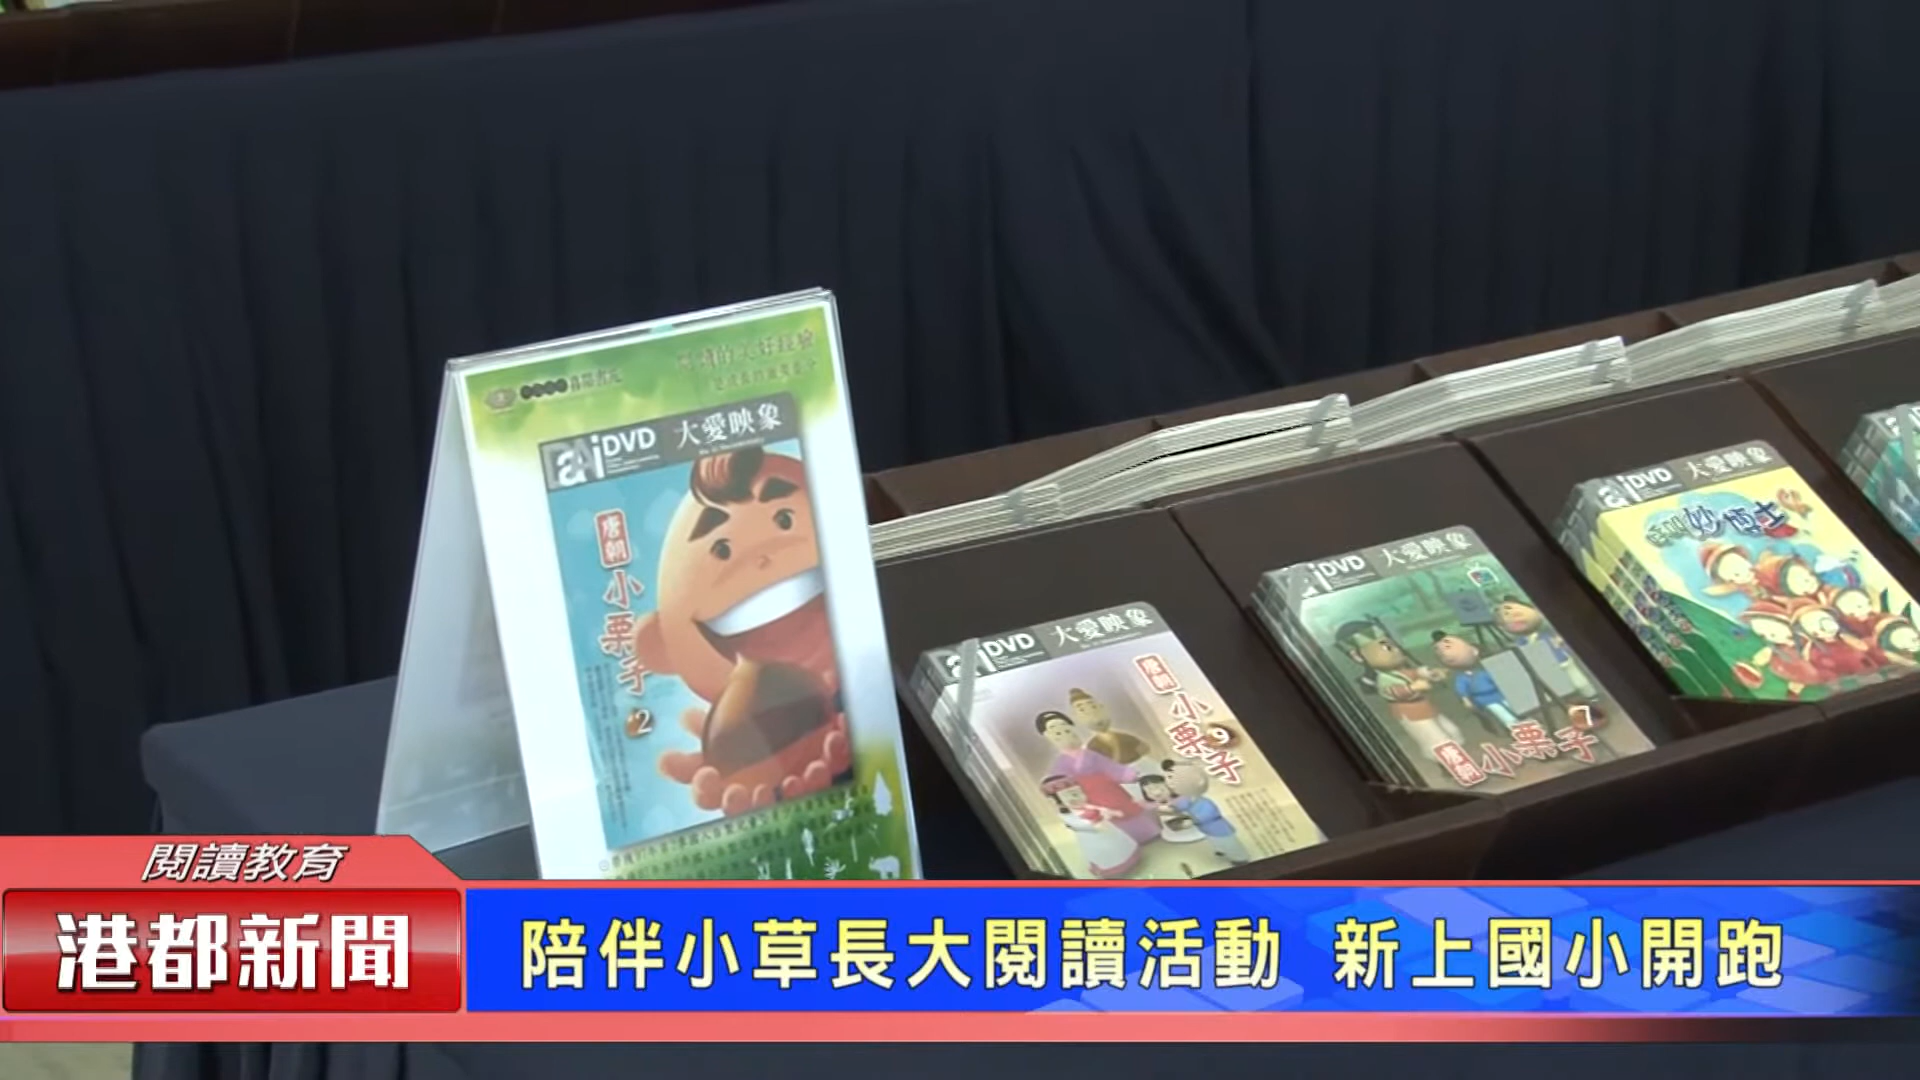 DVD 大愛映象
唐朝
小栗子
2
DVD 大愛映象
唐朝
小栗子
9
DVD 大愛映象
唐朝 小栗子
7
DVD 大愛映象
妙博士
閱讀教育
港都新聞
陪伴小草長大閱讀活動 新上國小開跑